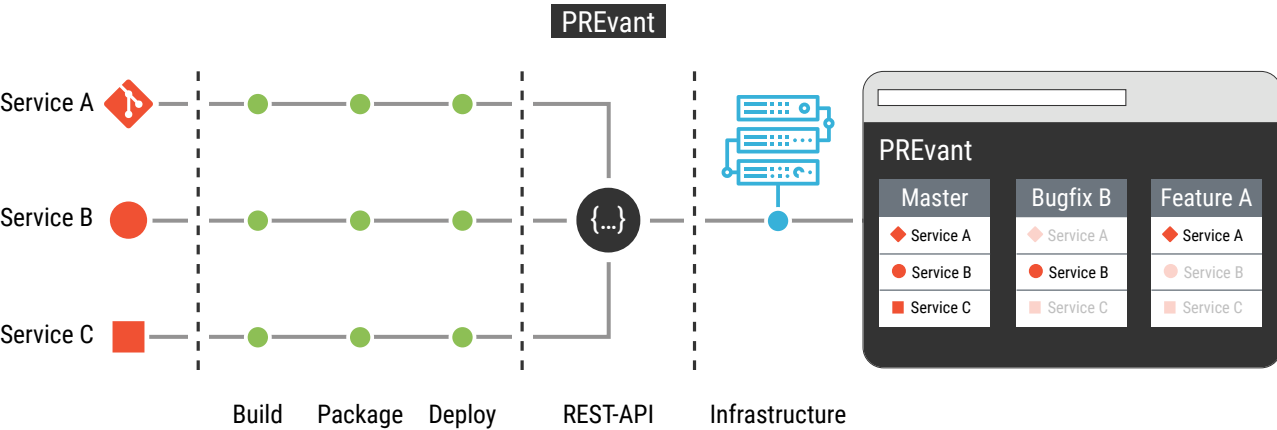 PREvant
Service A
Service B
Service C
{...}
Build Package Deploy REST-API Infrastructure
PREvant
Master
Service A
Service B
Service C
Bugfix B
Service A
Service B
Service C
Feature A
Service A
Service B
Service C